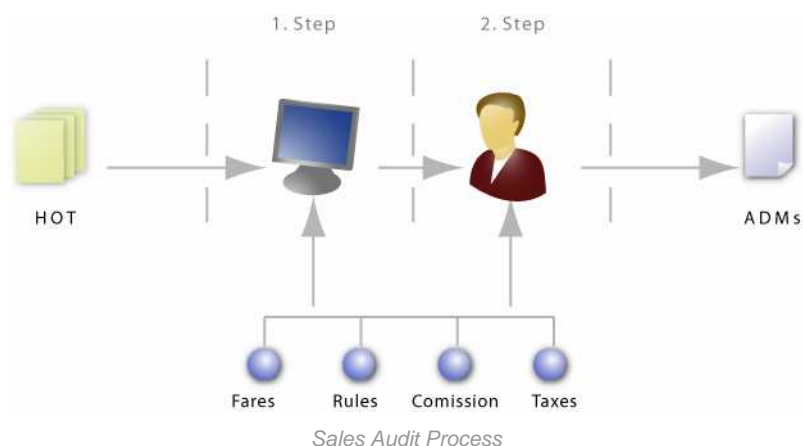 1. Step 2. Step
HOT
ADMs
Fares Rules Comission Taxes
Sales Audit Process